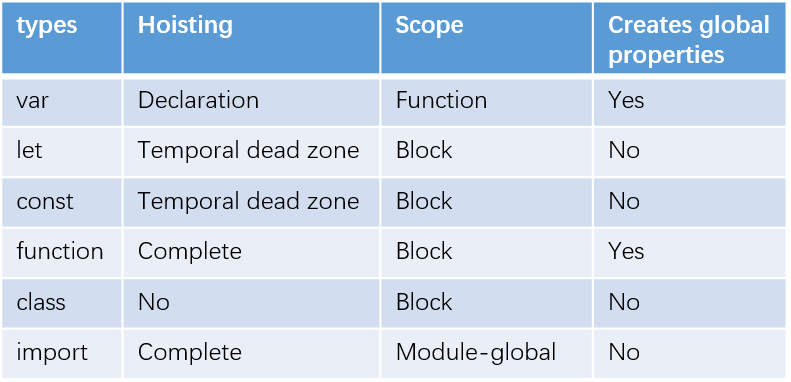 types Hoisting Scope Creates global
properties
var Declaration Function Yes
let Temporal dead zone Block No
const Temporal dead zone Block No
function Complete Block Yes
class No Block No
import Complete Module-global No